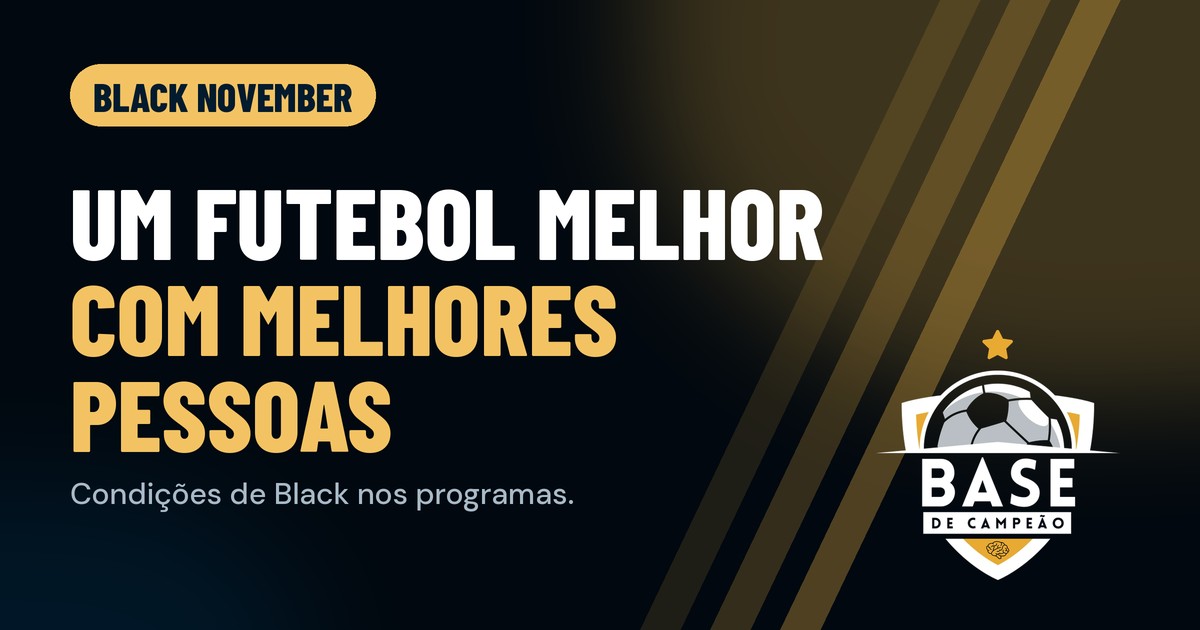 BLACK NOVEMBER
UM FUTEBOL MELHOR
COM MELHORES
PESSOAS
Condições de Black nos programas.
BASE
DE CAMPEÃO